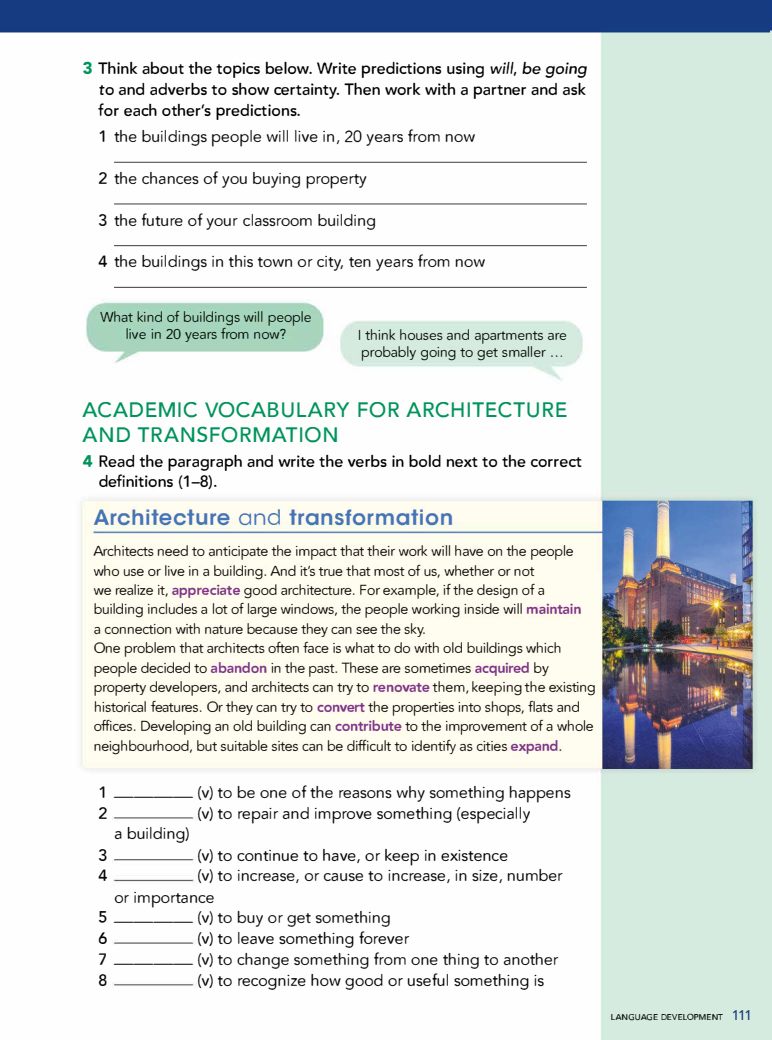 3 Think about the topics below. Write predictions using will, be going
to and adverbs to show certainty. Then work with a partner and ask
for each other's predictions.
1 the buildings people will live in, 20 years from now
2 the chances of you buying property
3 the future of your classroom building
4 the buildings in this town or city, ten years from now
What kind of buildings will people
live in 20 years from now?
I think houses and apartments are
probably going to get smaller ...
ACADEMIC VOCABULARY FOR ARCHITECTURE
AND TRANSFORMATION
4 Read the paragraph and write the verbs in bold next to the correct
definitions (1–8).
Architecture and transformation
Architects need to anticipate the impact that their work will have on the people
who use or live in a building. And it's true that most of us, whether or not
we realize it, appreciate good architecture. For example, if the design of a
building includes a lot of large windows, the people working inside will maintain
a connection with nature because they can see the sky.
One problem that architects often face is what to do with old buildings which
people decided to abandon in the past. These are sometimes acquired by
property developers, and architects can try to renovate them, keeping the existing
historical features. Or they can try to convert the properties into shops, flats and
offices. Developing an old building can contribute to the improvement of a whole
neighbourhood, but suitable sites can be difficult to identify as cities expand.
1 __________ (v) to be one of the reasons why something happens
2 __________ (v) to repair and improve something (especially
a building)
3 __________ (v) to continue to have, or keep in existence
4 __________ (v) to increase, or cause to increase, in size, number
or importance
5 __________ (v) to buy or get something
6 __________ (v) to leave something forever
7 __________ (v) to change something from one thing to another
8 __________ (v) to recognize how good or useful something is
LANGUAGE DEVELOPMENT 111